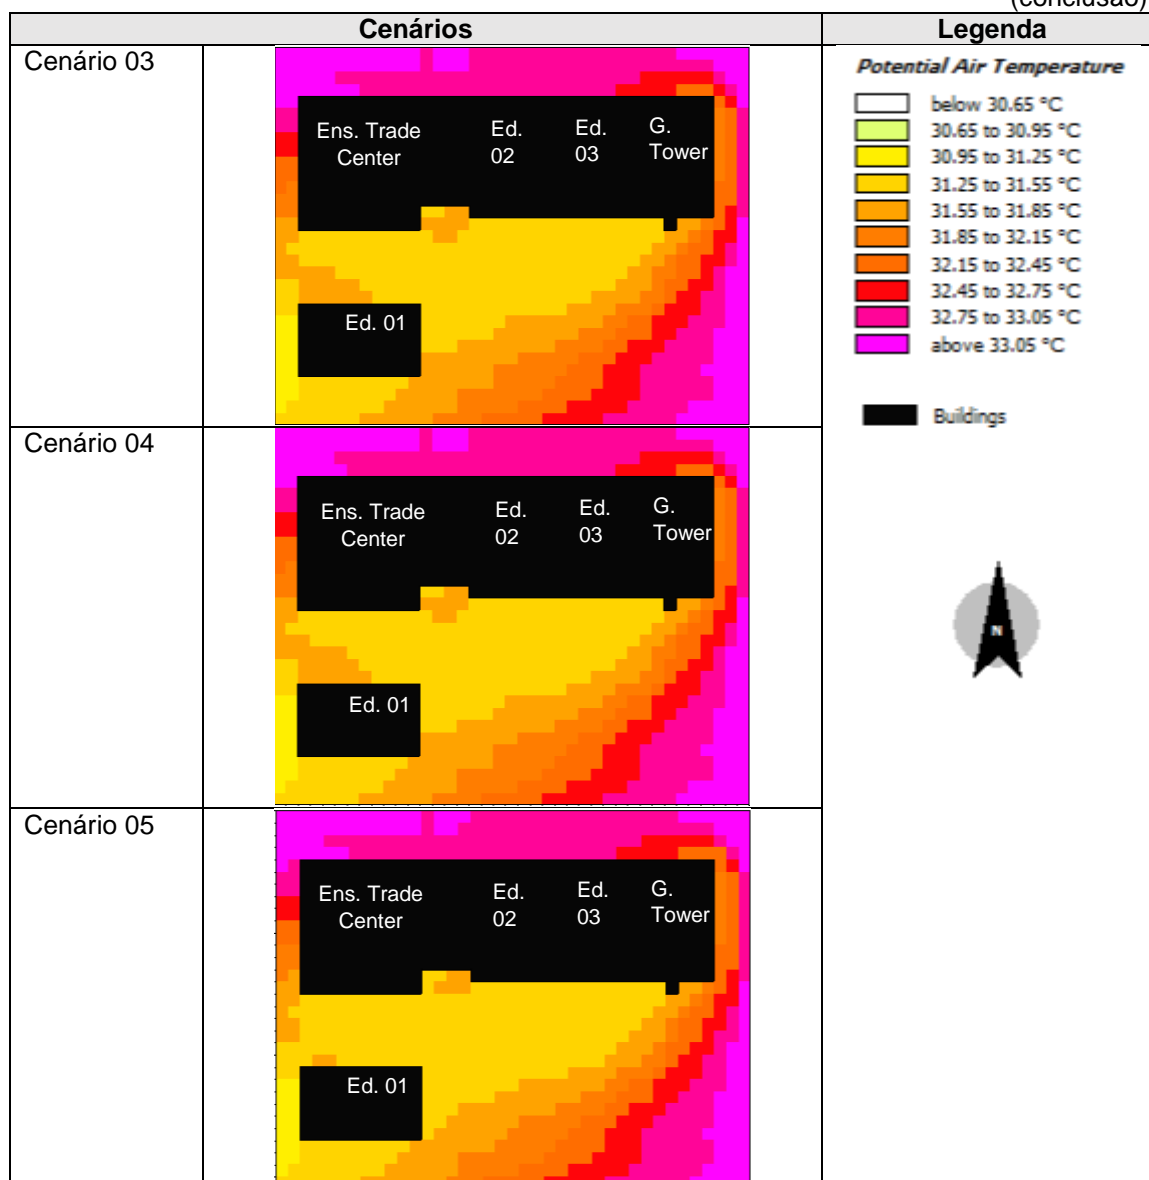 (conclusão)
Cenários
Legenda
Cenário 03
Ens. Trade
Center
Ed.
02
Ed.
03
G.
Tower
Ed. 01
Potential Air Temperature
below 30.65 °C
30.65 to 30.95 °C
30.95 to 31.25 °C
31.25 to 31.55 °C
31.55 to 31.85 °C
31.85 to 32.15 °C
32.15 to 32.45 °C
32.45 to 32.75 °C
32.75 to 33.05 °C
above 33.05 °C
Buildings
Cenário 04
Ens. Trade
Center
Ed.
02
Ed.
03
G.
Tower
Ed. 01
N
Cenário 05
Ens. Trade
Center
Ed.
02
Ed.
03
G.
Tower
Ed. 01